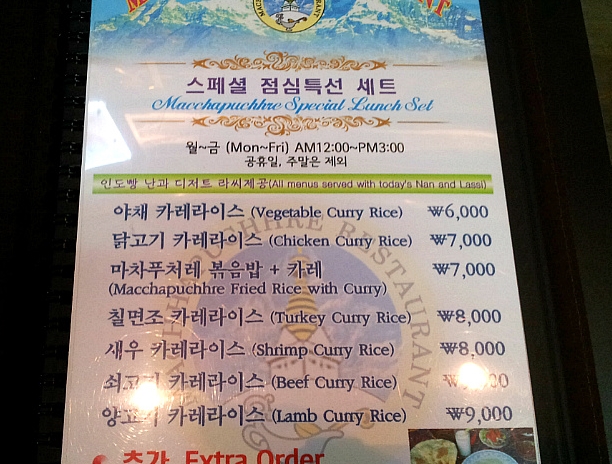 스페셜 점심특선 세트
Macchapuchhre Special Lunch Set
월~금 (Mon~Fri) AM12:00~PM3:00
공휴일, 주말은 제외
인도빵 난과 디저트 라씨제공(All menus served with today's Nan and Lassi)
야채 카레라이스 (Vegetable Curry Rice) ₩6,000
닭고기 카레라이스 (Chicken Curry Rice) ₩7,000
마차푸처레 볶음밥 + 카레 ₩7,000
(Macchapuchhre Fried Rice with Curry)
칠면조 카레라이스 (Turkey Curry Rice) ₩8,000
새우 카레라이스 (Shrimp Curry Rice) ₩8,000
쇠고기 카레라이스 (Beef Curry Rice)
양고기 카레라이스 (Lamb Curry Rice) ₩9,000
추가 Extra Order